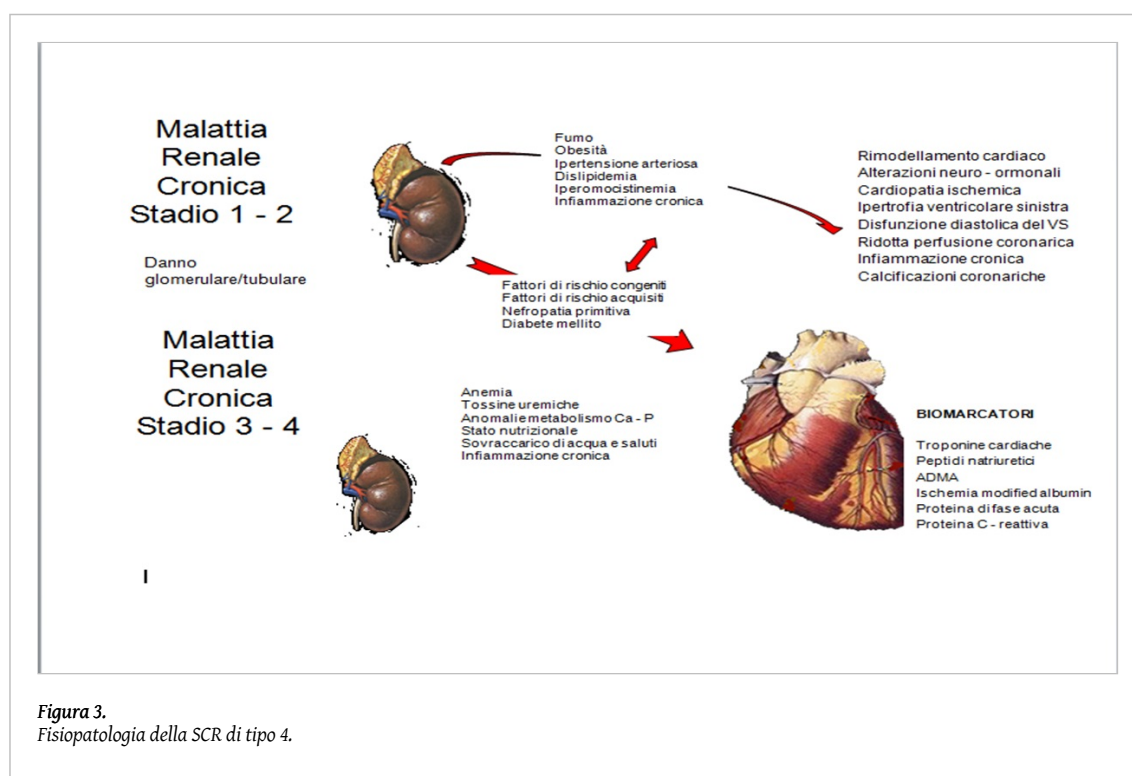 Malattia
Renale
Cronica
Stadio 1 - 2
Danno
glomerulare/tubulare
Fumo
Obesità
Ipertensione arteriosa
Dislipidemia
Iperomocistinemia
Infiammazione cronica
Rimodellamento cardiaco
Alterazioni neuro - ormonali
Cardiopatia ischemica
Ipertrofia ventricolare sinistra
Disfunzione diastolica del VS
Ridotta perfusione coronarica
Infiammazione cronica
Calcificazioni coronariche
Fattori di rischio congeniti
Fattori di rischio acquisiti
Nefropatia primitiva
Diabete mellito
Malattia
Renale
Cronica
Stadio 3 - 4
Anemia
Tossine uremiche
Anomalie metabolismo Ca - P
Stato nutrizionale
Sovraccarico di acqua e saluti
Infiammazione cronica
BIOMARCATORI
Troponine cardiache
Peptidi natriuretici
ADMA
Ischemia modified albumin
Proteina di fase acuta
Proteina C - reattiva
I
Figura 3.
Fisiopatologia della SCR di tipo 4.